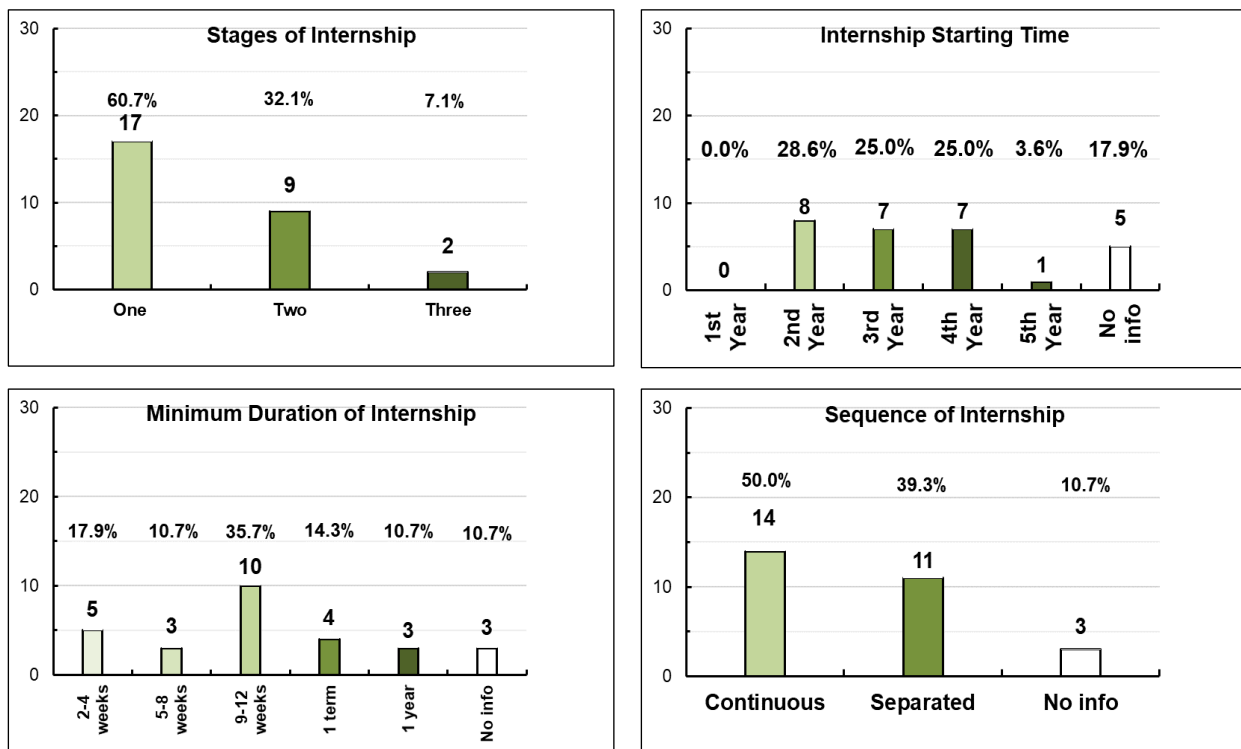 Stages of Internship
30
20
10
0
60.7% 32.1% 7.1%
17
9
2
One Two Three
Internship Starting Time
30
20
10
0
0.0% 28.6% 25.0% 25.0% 3.6% 17.9%
0
8
7
7
1
5
1st
Year
2nd
Year
3rd
Year
4th
Year
5th
Year
No
info
Minimum Duration of Internship
30
20
10
0
17.9% 10.7% 35.7% 14.3% 10.7% 10.7%
5
3
10
4
3
3
2-4
weeks
5-8
weeks
9-12
weeks
1 term
1 year
No info
Sequence of Internship
30
20
10
0
50.0% 39.3% 10.7%
14
11
3
Continuous Separated No info